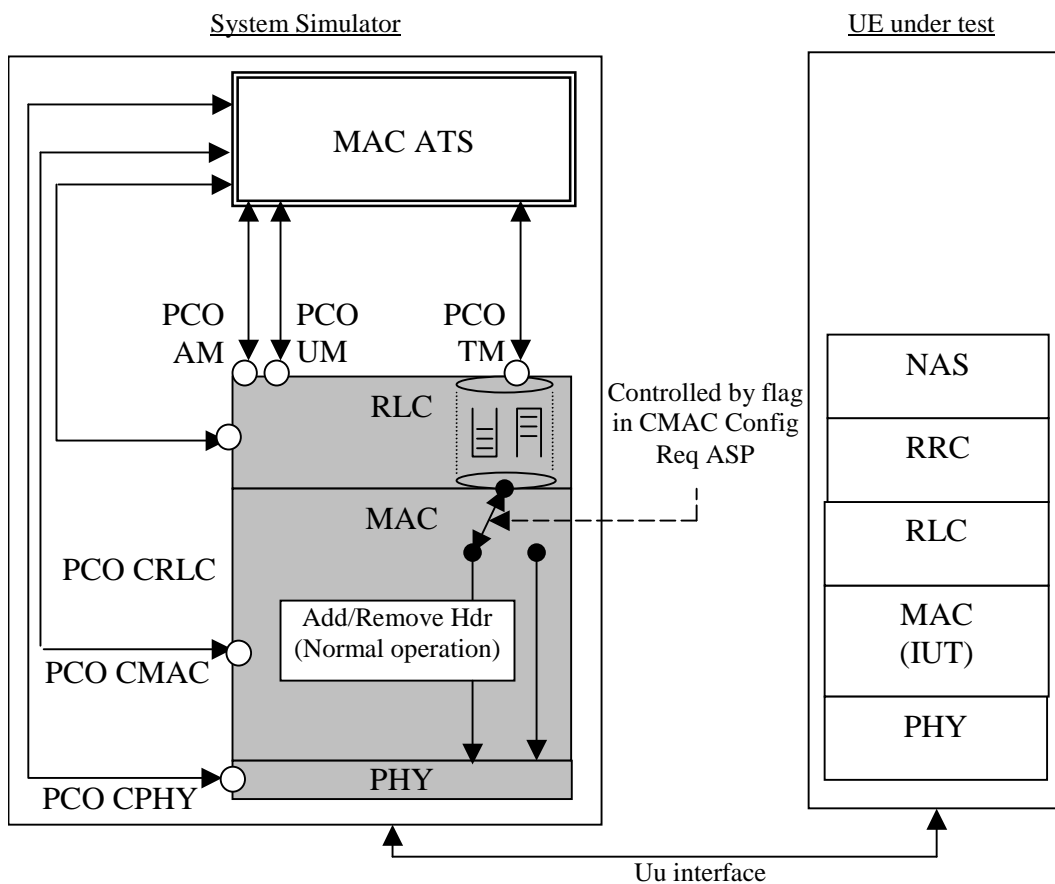 System Simulator
UE under test
MAC ATS
PCO
AM
PCO
UM
PCO
TM
RLC
Controlled by flag
in CMAC Config
Req ASP
MAC
PCO CRLC
Add/Remove Hdr
(Normal operation)
PCO CMAC
PHY
PCO CPHY
NAS
RRC
RLC
MAC
(IUT)
PHY
Uu interface